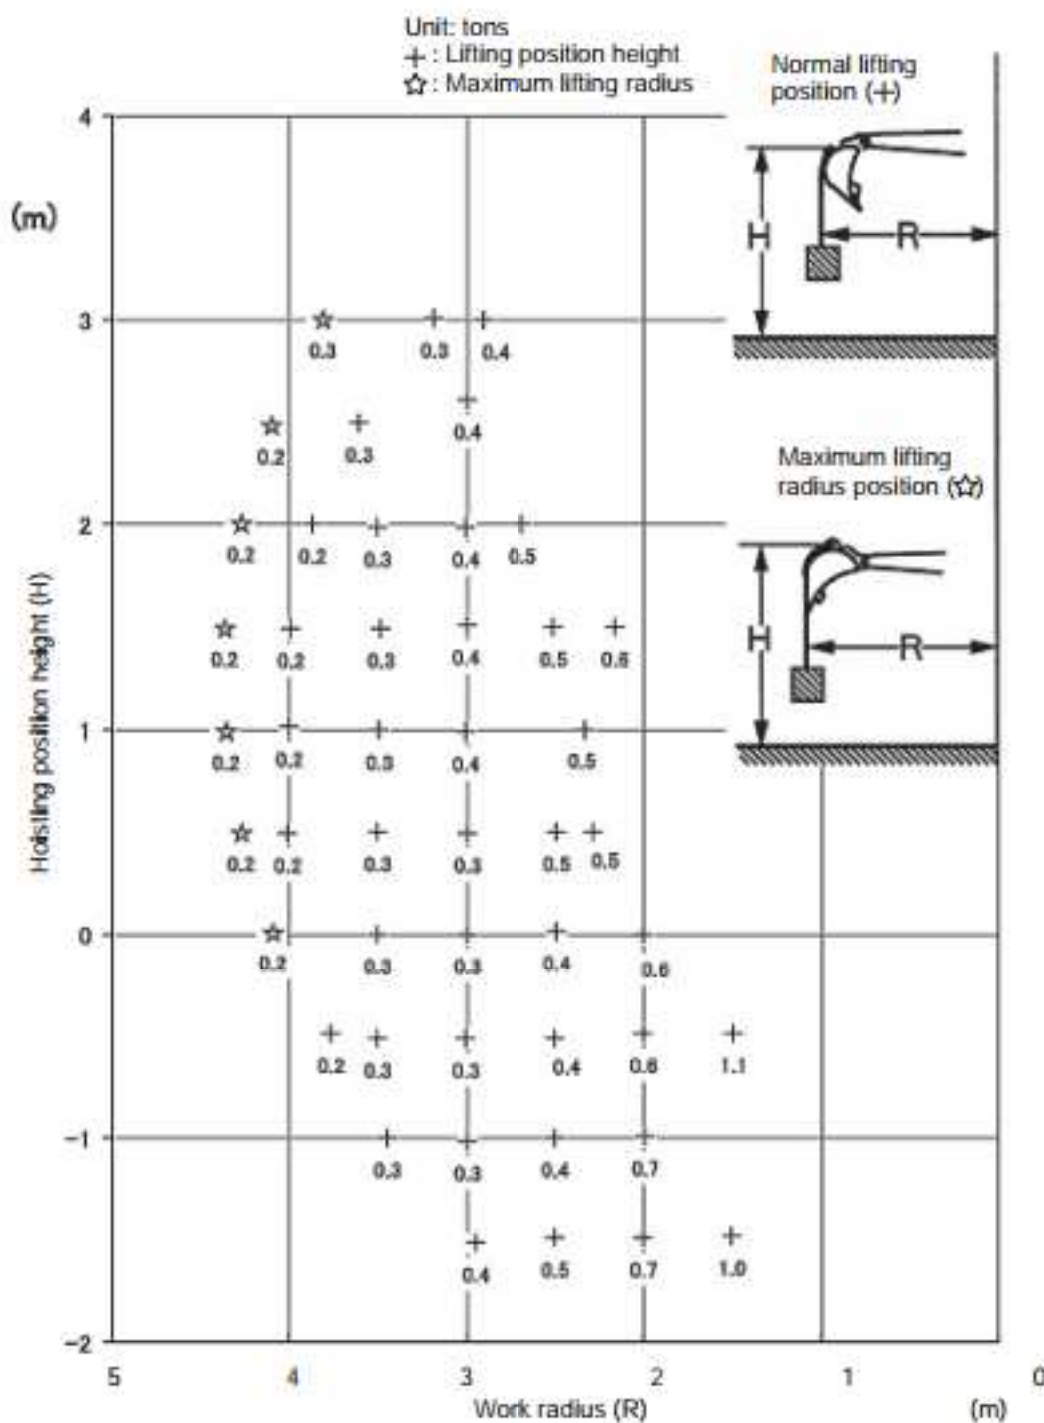 Unit: tons
+ : Lifting position height
☆ : Maximum lifting radius
Normal lifting
position (+)
4
(m)
H
R
3
0.3 0.3 0.4
0.4
0.2 0.3
Maximum lifting
radius position (☆)
2
0.2 0.2 0.3 0.4 0.5
H
R
Hoisting position height (H)
0.2 0.2 0.3 0.4 0.5 0.6
1
0.2 0.2 0.3 0.4 0.5
0.2 0.2 0.3 0.3 0.5 0.5
0
0.2 0.3 0.3 0.4 0.6
0.2 0.3 0.3 0.4 0.6 1.1
-1
0.3 0.3 0.4 0.7
0.4 0.5 0.7 1.0
-2
5 4 3 2 1 0
Work radius (R) (m)